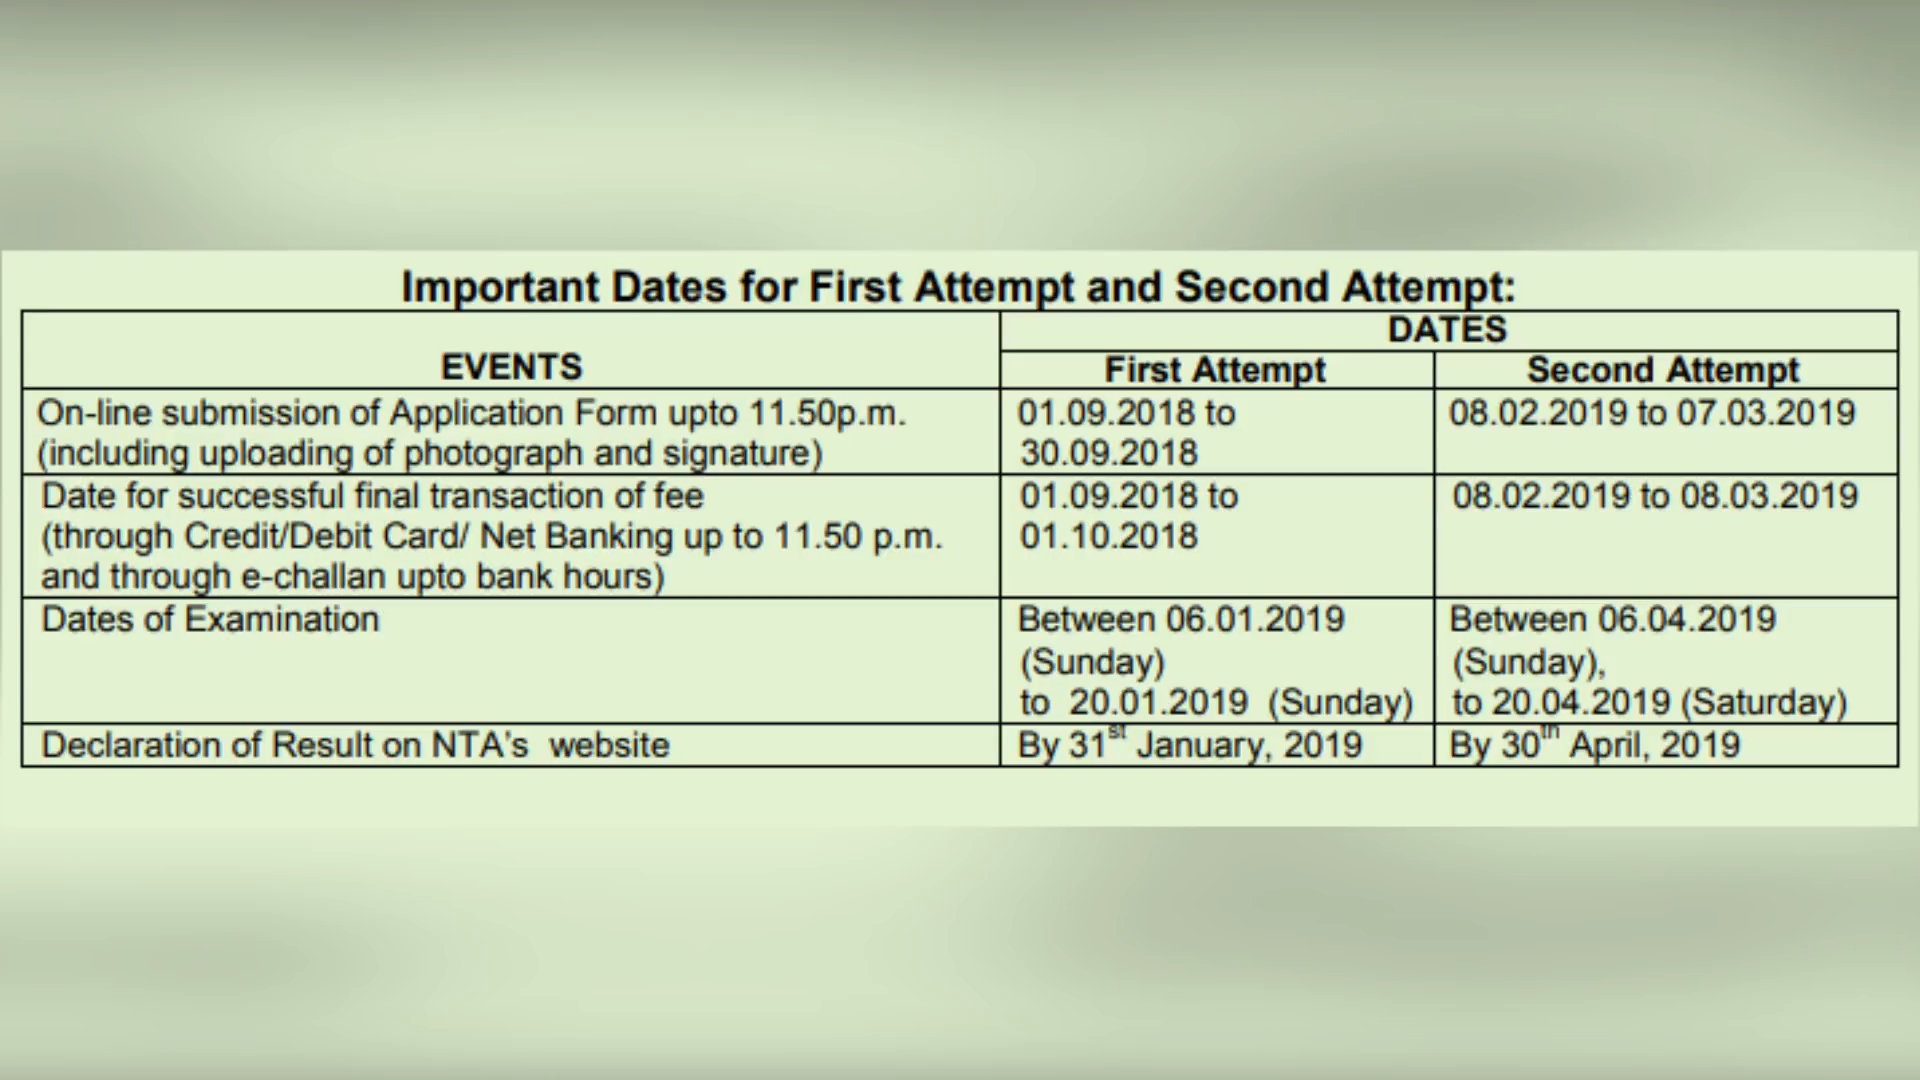 Important Dates for First Attempt and Second Attempt:
EVENTS
DATES
First Attempt
Second Attempt
On-line submission of Application Form upto 11.50p.m.
(including uploading of photograph and signature)
01.09.2018 to
30.09.2018
08.02.2019 to 07.03.2019
Date for successful final transaction of fee
(through Credit/Debit Card/ Net Banking up to 11.50 p.m.
and through e-challan upto bank hours)
01.09.2018 to
01.10.2018
08.02.2019 to 08.03.2019
Dates of Examination
Between 06.01.2019
(Sunday)
to 20.01.2019 (Sunday)
Between 06.04.2019
(Sunday),
to 20.04.2019 (Saturday)
Declaration of Result on NTA's website
By 31st January, 2019
By 30th April, 2019